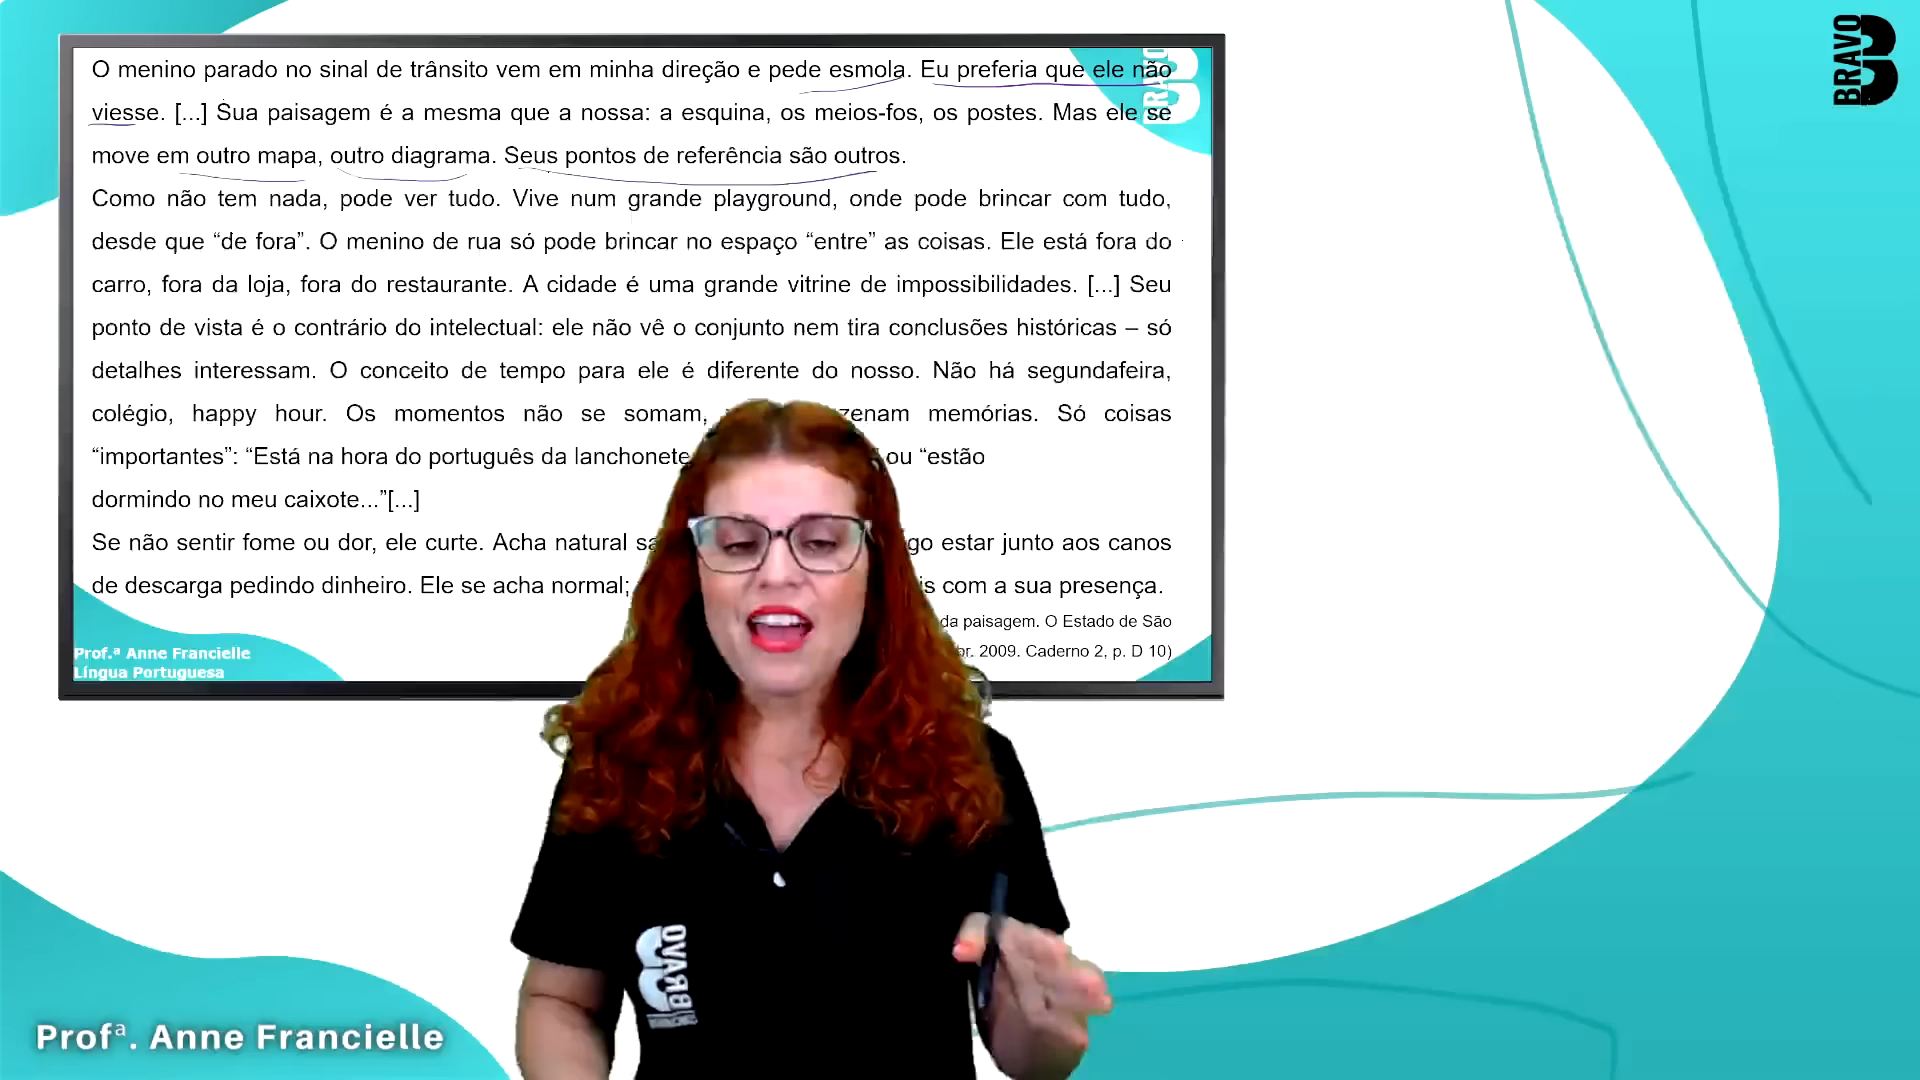 O menino parado no sinal de trânsito vem em minha direção e pede esmola. Eu preferia que ele não
viesse. [...] Sua paisagem é a mesma que a nossa: a esquina, os meios-fos, os postes. Mas ele se
move em outro mapa, outro diagrama. Seus pontos de referência são outros.
Como não tem nada, pode ver tudo. Vive num grande playground, onde pode brincar com tudo,
desde que “de fora”. O menino de rua só pode brincar no espaço “entre” as coisas. Ele está fora do
carro, fora da loja, fora do restaurante. A cidade é uma grande vitrine de impossibilidades. [...] Seu
ponto de vista é o contrário do intelectual: ele não vê o conjunto nem tira conclusões históricas – só
detalhes interessam. O conceito de tempo para ele é diferente do nosso. Não há segundafeira,
colégio, happy hour. Os momentos não se somam, memórias. Só coisas
“importantes”: “Está na hora do português da lanchonete ou “estão
dormindo no meu caixote...”[...]
Se não sentir fome ou dor, ele curte. Acha natural estar junto aos canos
de descarga pedindo dinheiro. Ele se acha normal; com a sua presença.
da paisagem. O Estado de São
2009. Caderno 2, p. D 10)
Prof.ª Anne Francielle
Língua Portuguesa
BRAVO
BRAVO
BRAVO
Profª. Anne Francielle